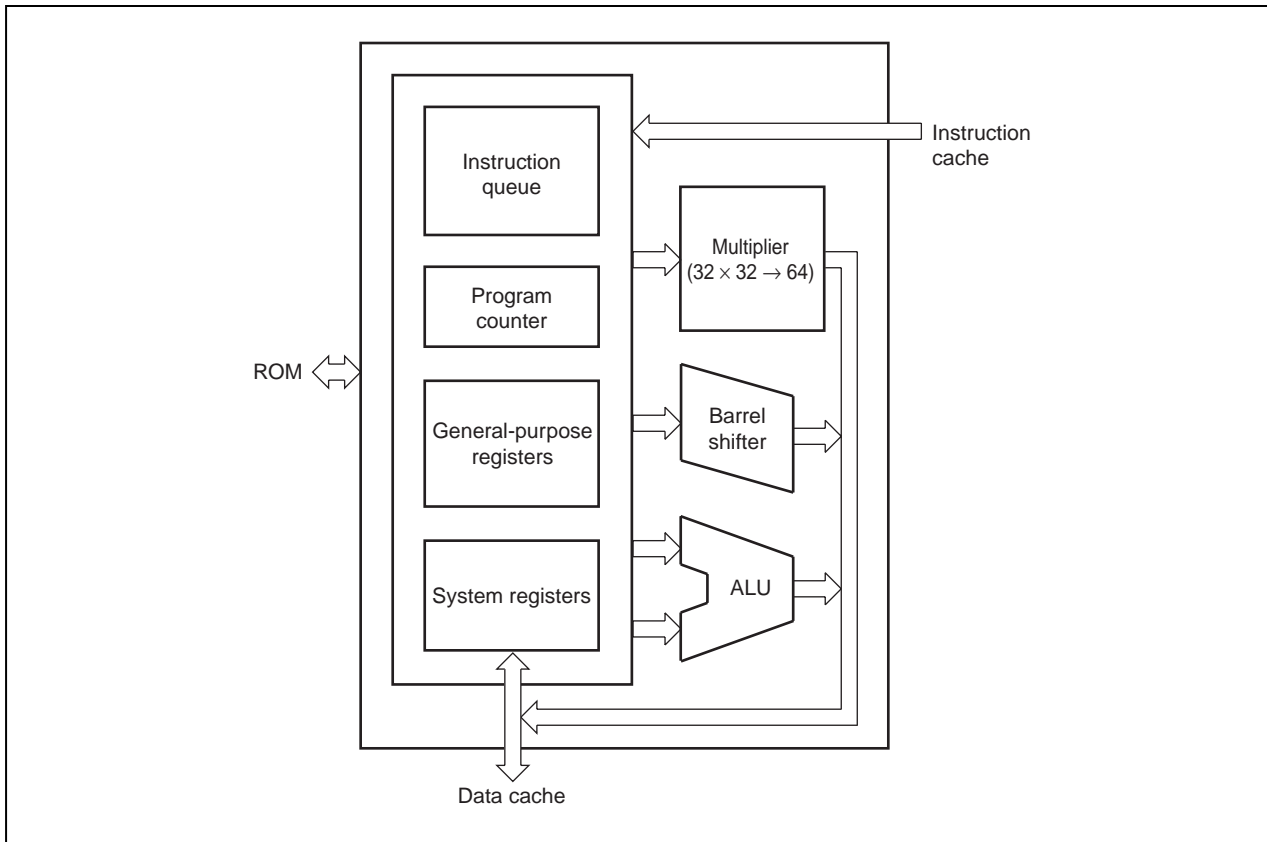 Instruction
queue
Instruction
cache
Multiplier
(32 × 32 → 64)
Program
counter
ROM
General-purpose
registers
Barrel
shifter
System registers
ALU
Data cache